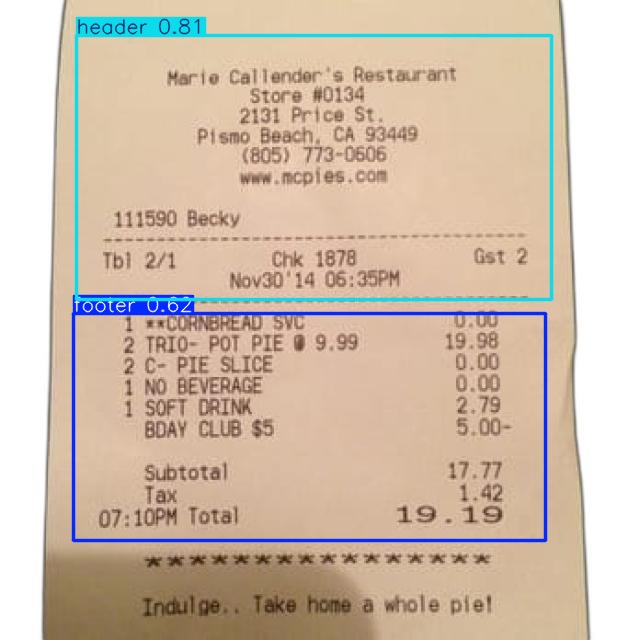 header 0.81
Marie Callender's Restaurant
Store #0134
2131 Price St.
Pismo Beach, CA 93449
(805) 773-0606
www.mcpies.com
111590 Becky
Tbl 2/1 Chk 1878 Gst 2
Nov30'14 06:35PM
footer 0.62
1 **CORNBREAD SVC 0.00
2 TRIO- POT PIE @ 9.99 19.98
2 C- PIE SLICE 0.00
1 NO BEVERAGE 0.00
1 SOFT DRINK 2.79
BDAY CLUB $5 5.00-
Subtotal 17.77
Tax 1.42
07:10PM Total 19.19
*****************
Indulge.. Take home a whole pie!